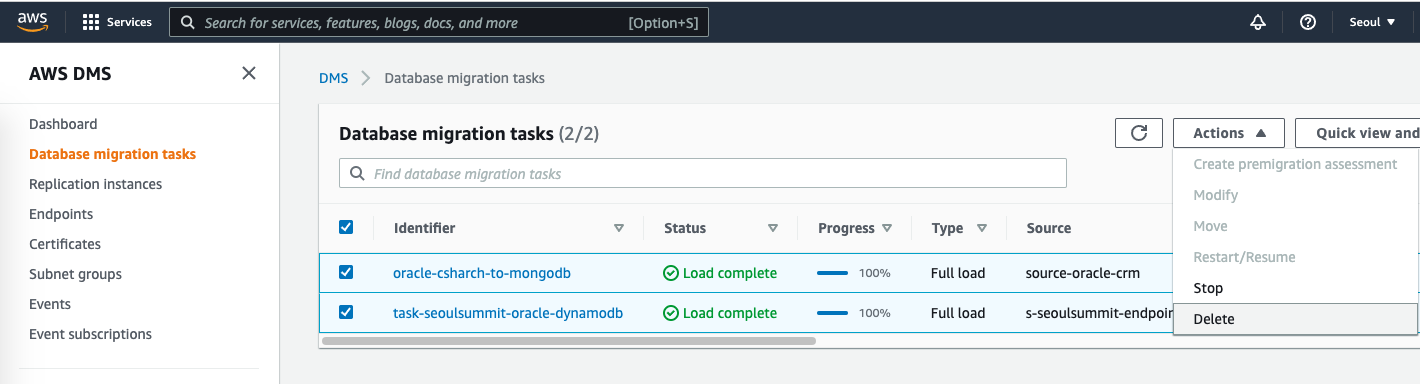 aws Services Search for services, features, blogs, docs, and more [Option+S] Seoul
AWS DMS
Dashboard
Database migration tasks
Replication instances
Endpoints
Certificates
Subnet groups
Events
Event subscriptions
DMS Database migration tasks
Database migration tasks (2/2)
Actions
Quick view and
Find database migration tasks
Create premigration assessment
Modify
Move
Restart/Resume
Stop
Delete
Identifier Status Progress Type Source
oracle-csharch-to-mongodb Load complete 100% Full load source-oracle-crm
task-seoulsummit-oracle-dynamodb Load complete 100% Full load s-seoulsummit-endpoin